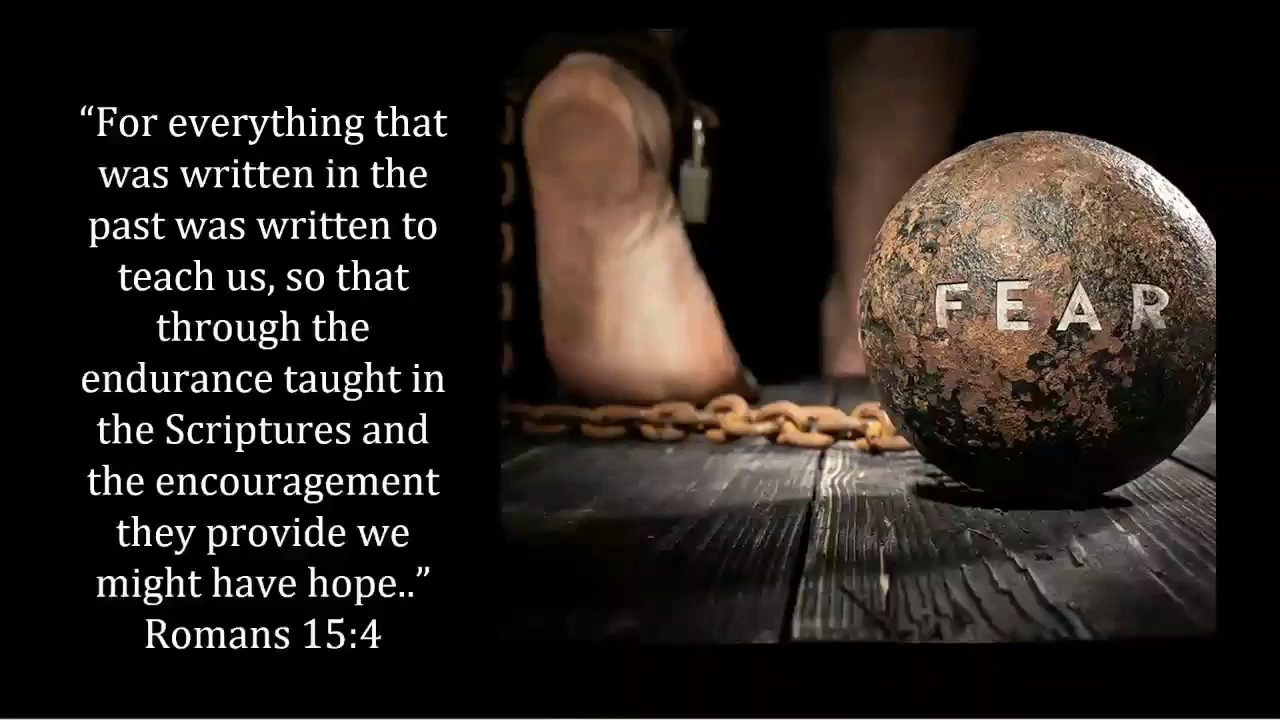 “For everything that
was written in the
past was written to
teach us, so that
through the
endurance taught in
the Scriptures and
the encouragement
they provide we
might have hope..”
Romans 15:4
FEAR